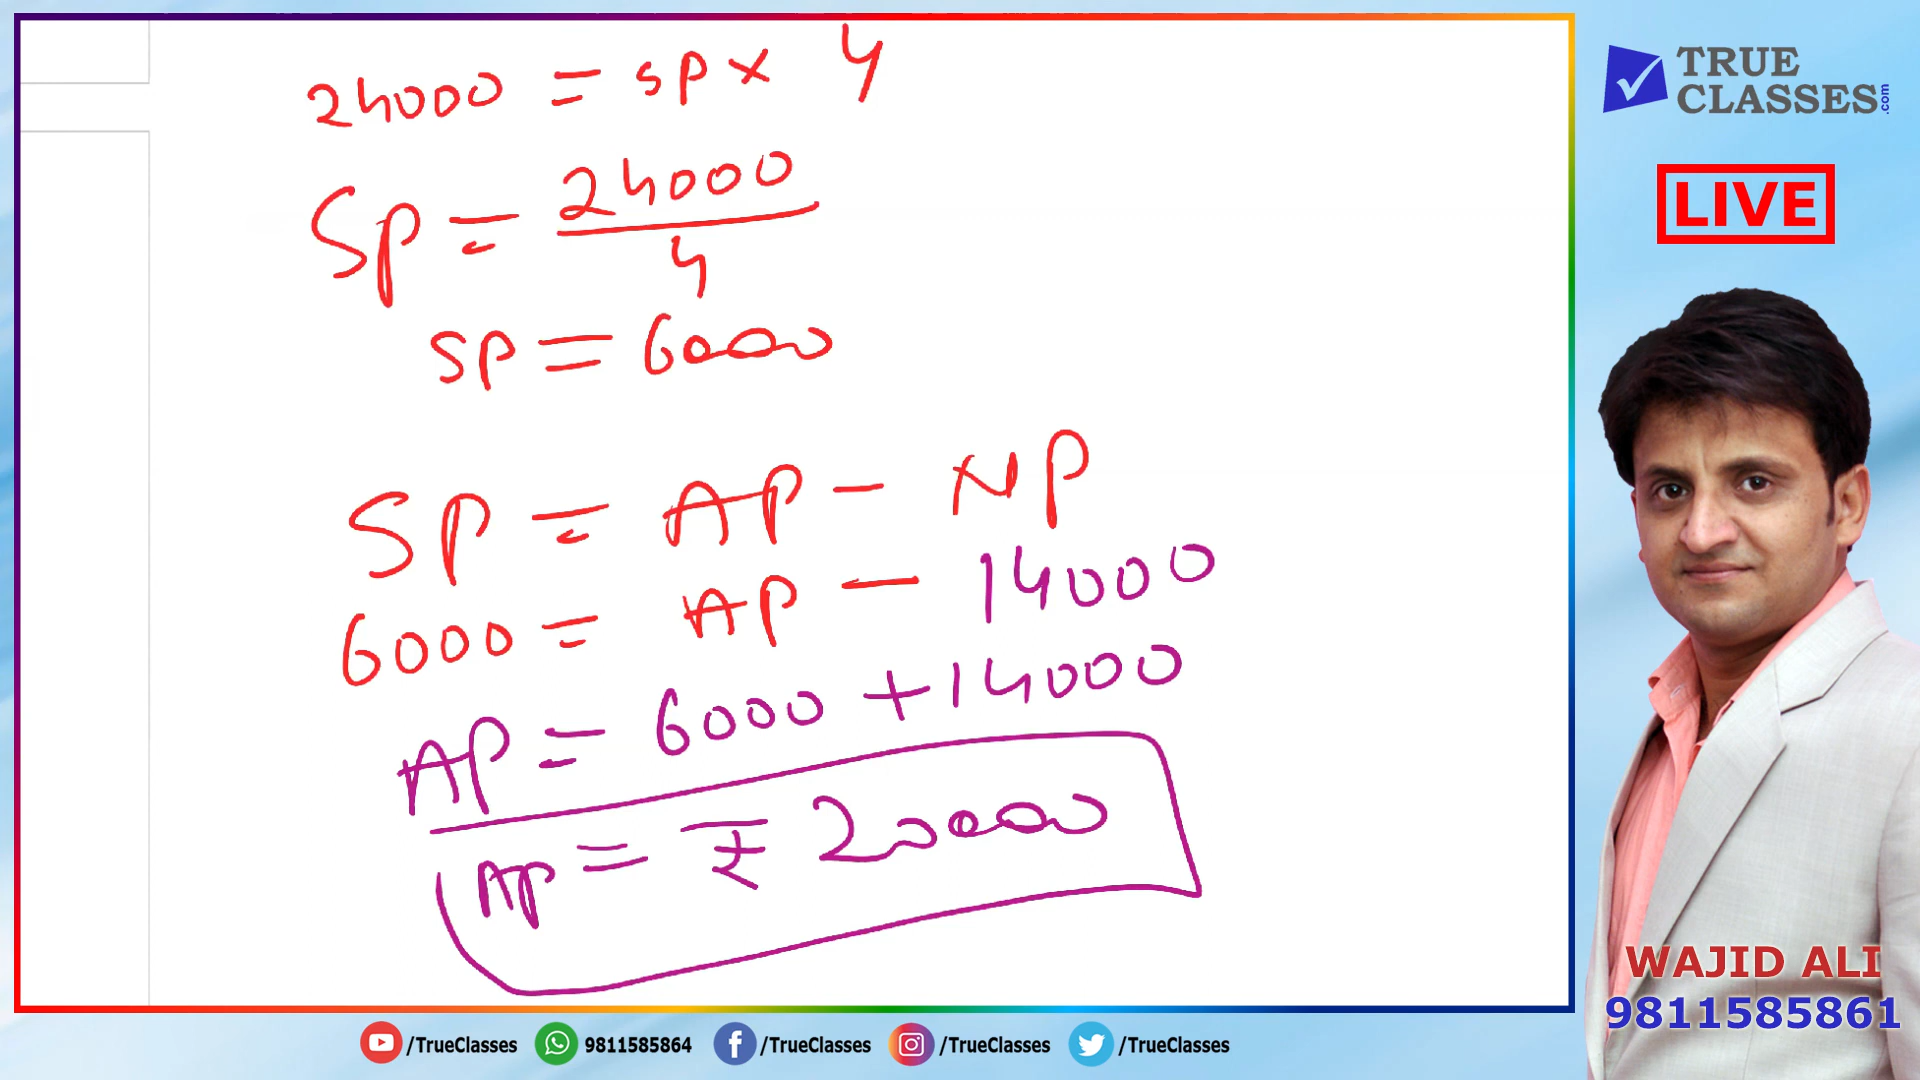 24000 = SP × 4
SP = 24000
4
SP = 6000
SP = AP - NP
6000 = AP - 14000
AP = 6000 + 14000
AP = ₹ 20000
TRUE
CLASSES.com
LIVE
WAJID ALI
9811585861
/TrueClasses 9811585864 /TrueClasses /TrueClasses /TrueClasses